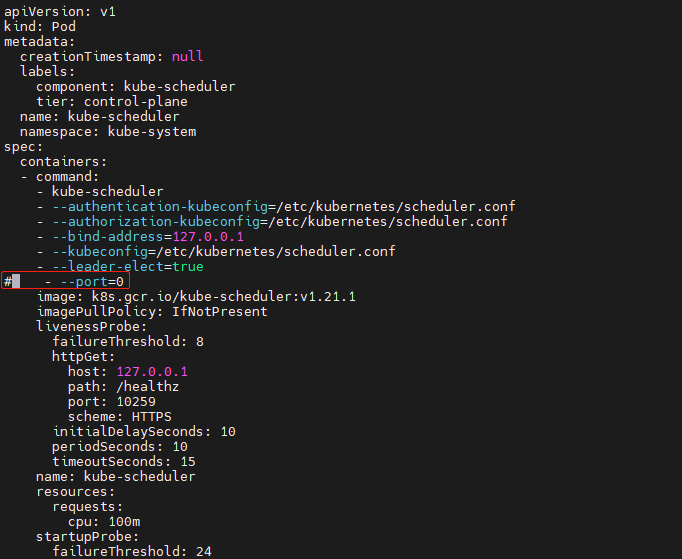 apiVersion: v1
kind: Pod
metadata:
  creationTimestamp: null
  labels:
    component: kube-scheduler
    tier: control-plane
  name: kube-scheduler
  namespace: kube-system
spec:
  containers:
  - command:
    - kube-scheduler
    - --authentication-kubeconfig=/etc/kubernetes/scheduler.conf
    - --authorization-kubeconfig=/etc/kubernetes/scheduler.conf
    - --bind-address=127.0.0.1
    - --kubeconfig=/etc/kubernetes/scheduler.conf
    - --leader-elect=true
#    - --port=0
    image: k8s.gcr.io/kube-scheduler:v1.21.1
    imagePullPolicy: IfNotPresent
    livenessProbe:
      failureThreshold: 8
      httpGet:
        host: 127.0.0.1
        path: /healthz
        port: 10259
        scheme: HTTPS
      initialDelaySeconds: 10
      periodSeconds: 10
      timeoutSeconds: 15
    name: kube-scheduler
    resources:
      requests:
        cpu: 100m
    startupProbe:
      failureThreshold: 24